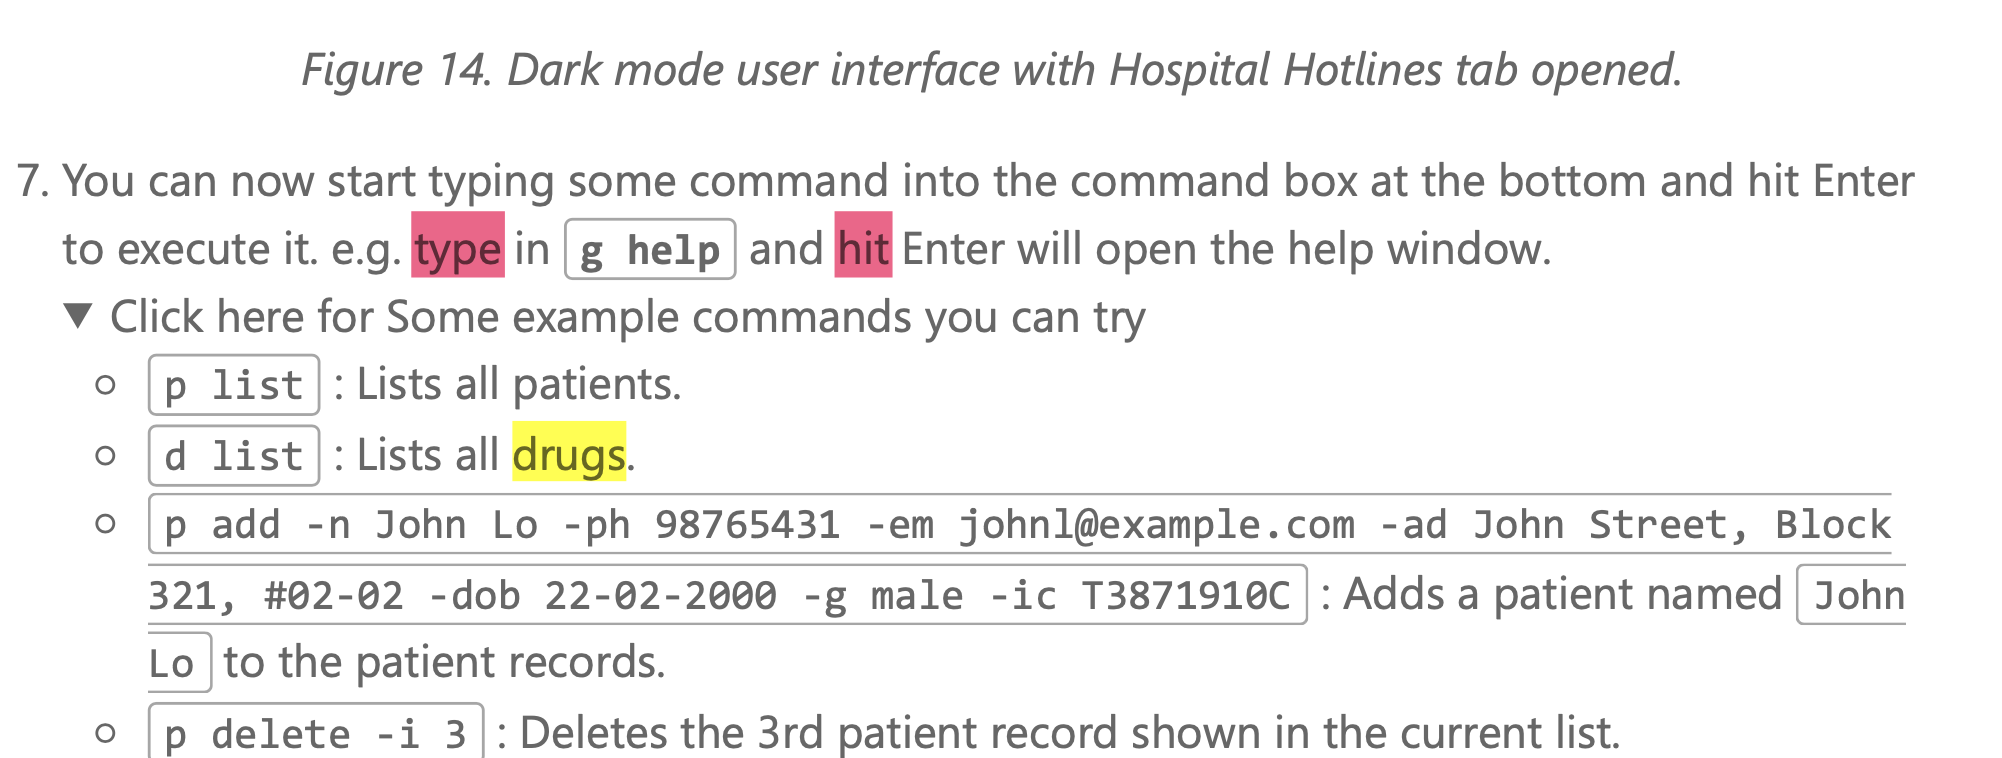 Figure 14. Dark mode user interface with Hospital Hotlines tab opened.
7. You can now start typing some command into the command box at the bottom and hit Enter
to execute it. e.g. type in g help and hit Enter will open the help window.
▼ Click here for Some example commands you can try
○ p list : Lists all patients.
○ d list : Lists all drugs.
○ p add -n John Lo -ph 98765431 -em johnl@example.com -ad John Street, Block
321, #02-02 -dob 22-02-2000 -g male -ic T3871910C : Adds a patient named John
Lo to the patient records.
○ p delete -i 3 : Deletes the 3rd patient record shown in the current list.